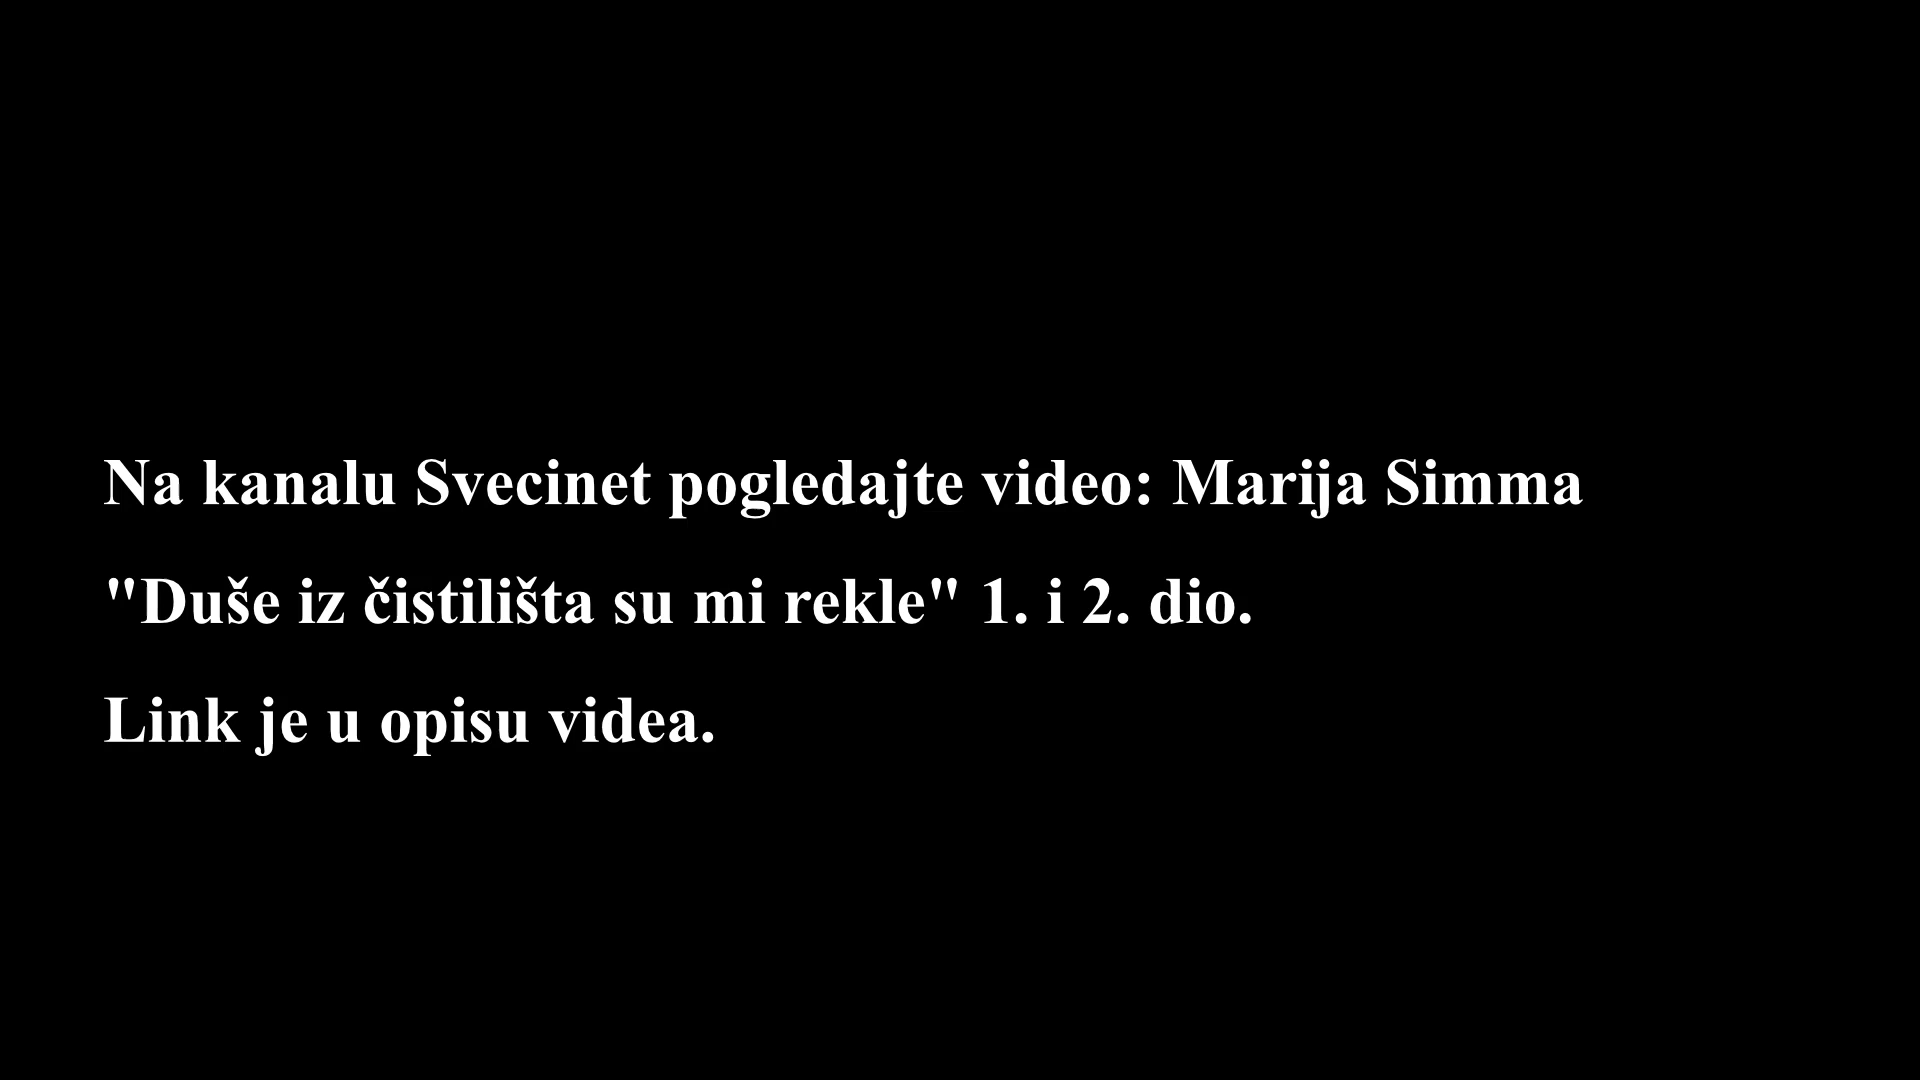 Na kanalu Svecinet pogledajte video: Marija Simma
"Duše iz čistilišta su mi rekle" 1. i 2. dio.
Link je u opisu videa.